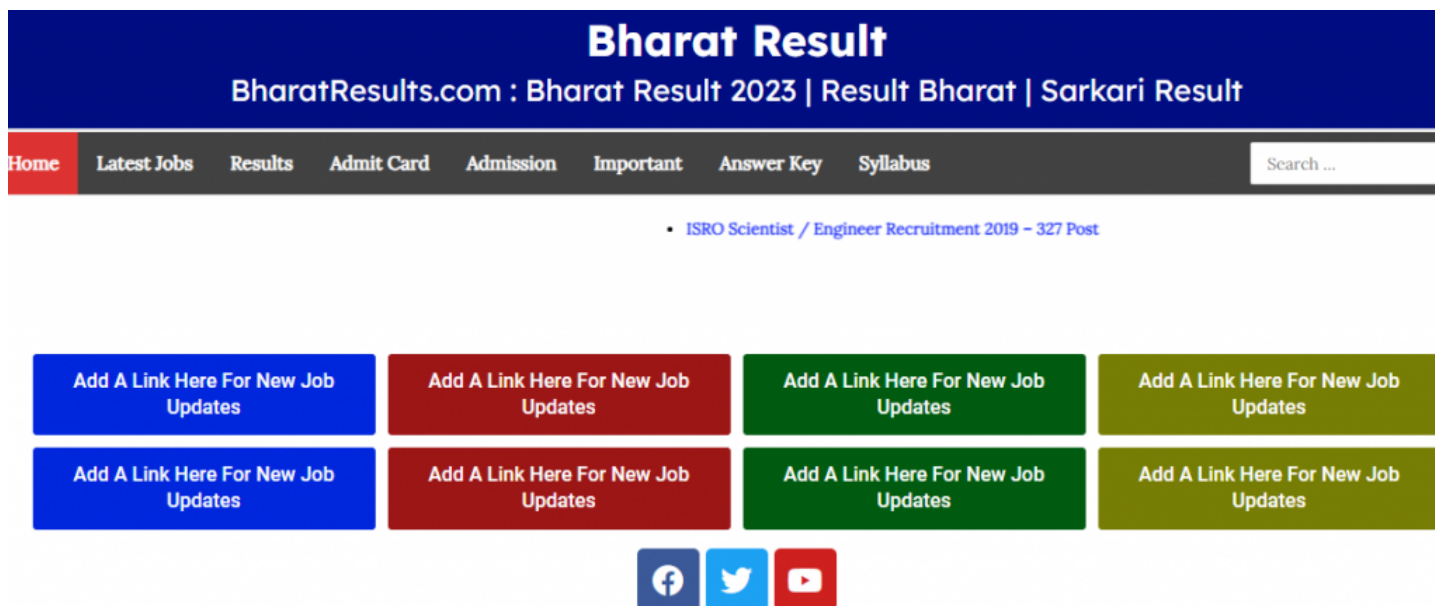 Bharat Result
BharatResults.com : Bharat Result 2023 | Result Bharat | Sarkari Result
Home Latest Jobs Results Admit Card Admission Important Answer Key Syllabus Search ...
• ISRO Scientist / Engineer Recruitment 2019 – 327 Post
Add A Link Here For New Job Add A Link Here For New Job Add A Link Here For New Job Add A Link Here For New Job
Updates Updates Updates Updates
Add A Link Here For New Job Add A Link Here For New Job Add A Link Here For New Job Add A Link Here For New Job
Updates Updates Updates Updates